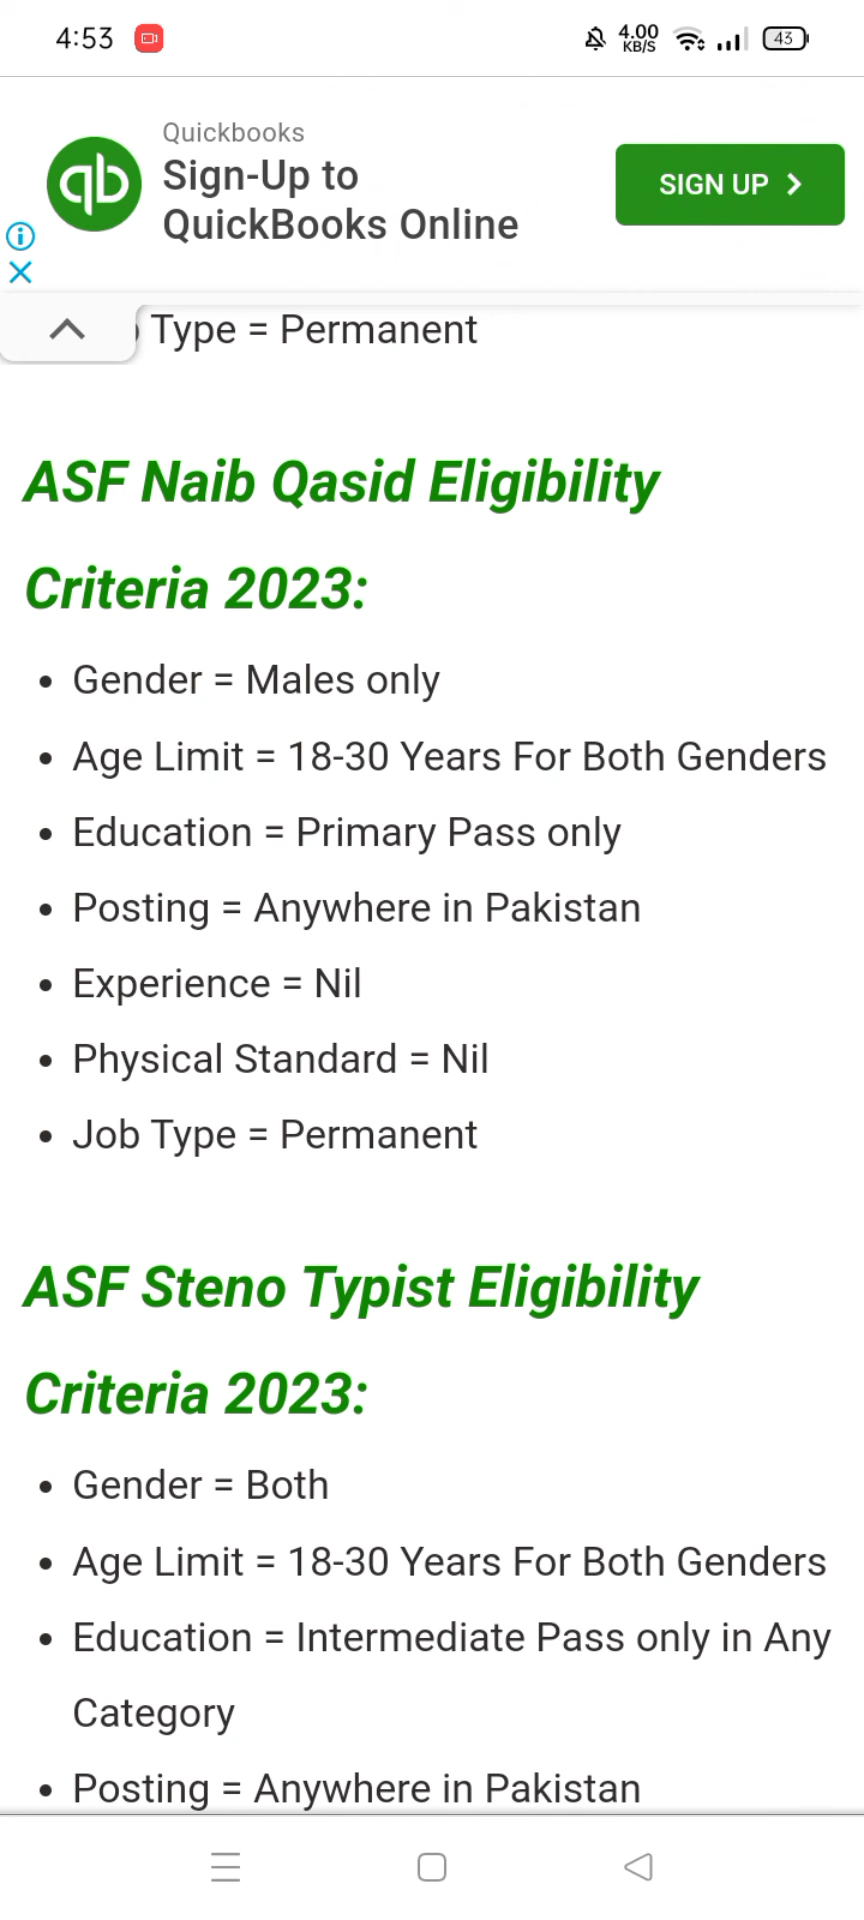 4:53
4.00
KB/S
43
Quickbooks
Sign-Up to
QuickBooks Online
SIGN UP
qb
Type = Permanent
ASF Naib Qasid Eligibility
Criteria 2023:
• Gender = Males only
• Age Limit = 18-30 Years For Both Genders
• Education = Primary Pass only
• Posting = Anywhere in Pakistan
• Experience = Nil
• Physical Standard = Nil
• Job Type = Permanent
ASF Steno Typist Eligibility
Criteria 2023:
• Gender = Both
• Age Limit = 18-30 Years For Both Genders
• Education = Intermediate Pass only in Any
Category
• Posting = Anywhere in Pakistan